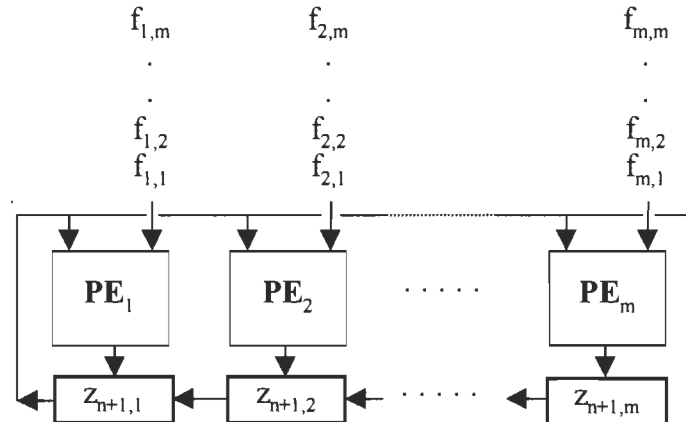 f1,m f2,m fm,m
. . .
. . .
f1,2 f2,2 fm,2
f1,1 f2,1 fm,1
PE1 PE2 . . . . . PEm
zn+1,1 zn+1,2 . . . . . zn+1,m